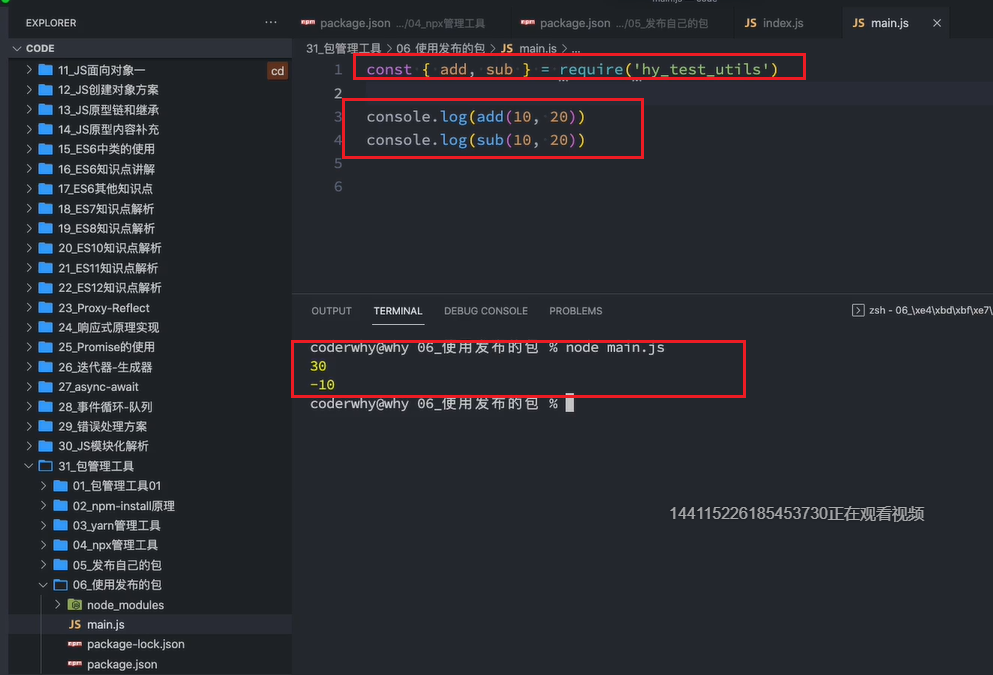 EXPLORER
CODE
11_JS面向对象一
cd
12_JS创建对象方案
13_JS原型链和继承
14_JS原型内容补充
15_ES6中类的使用
16_ES6知识点讲解
17_ES6其他知识点
18_ES7知识点解析
19_ES8知识点解析
20_ES10知识点解析
21_ES11知识点解析
22_ES12知识点解析
23_Proxy-Reflect
24_响应式原理实现
25_Promise的使用
26_迭代器-生成器
27_async-await
28_事件循环-队列
29_错误处理方案
30_JS模块化解析
31_包管理工具
01_包管理工具01
02_npm-install原理
03_yarn管理工具
04_npx管理工具
05_发布自己的包
06_使用发布的包
node_modules
JS main.js
package-lock.json
package.json
package.json .../04_npx管理工具
package.json .../05_发布自己的包
JS index.js
JS main.js
31_包管理工具 > 06_使用发布的包 > JS main.js > ...
1 const { add, sub } = require('hy_test_utils')
2
3 console.log(add(10, 20))
4 console.log(sub(10, 20))
5
6
OUTPUT TERMINAL DEBUG CONSOLE PROBLEMS
zsh - 06_\xe4\xbd\xbf\xe7\
coderwhy@why 06_使用发布的包 % node main.js
30
-10
coderwhy@why 06_使用发布的包 %
144115226185453730正在观看视频